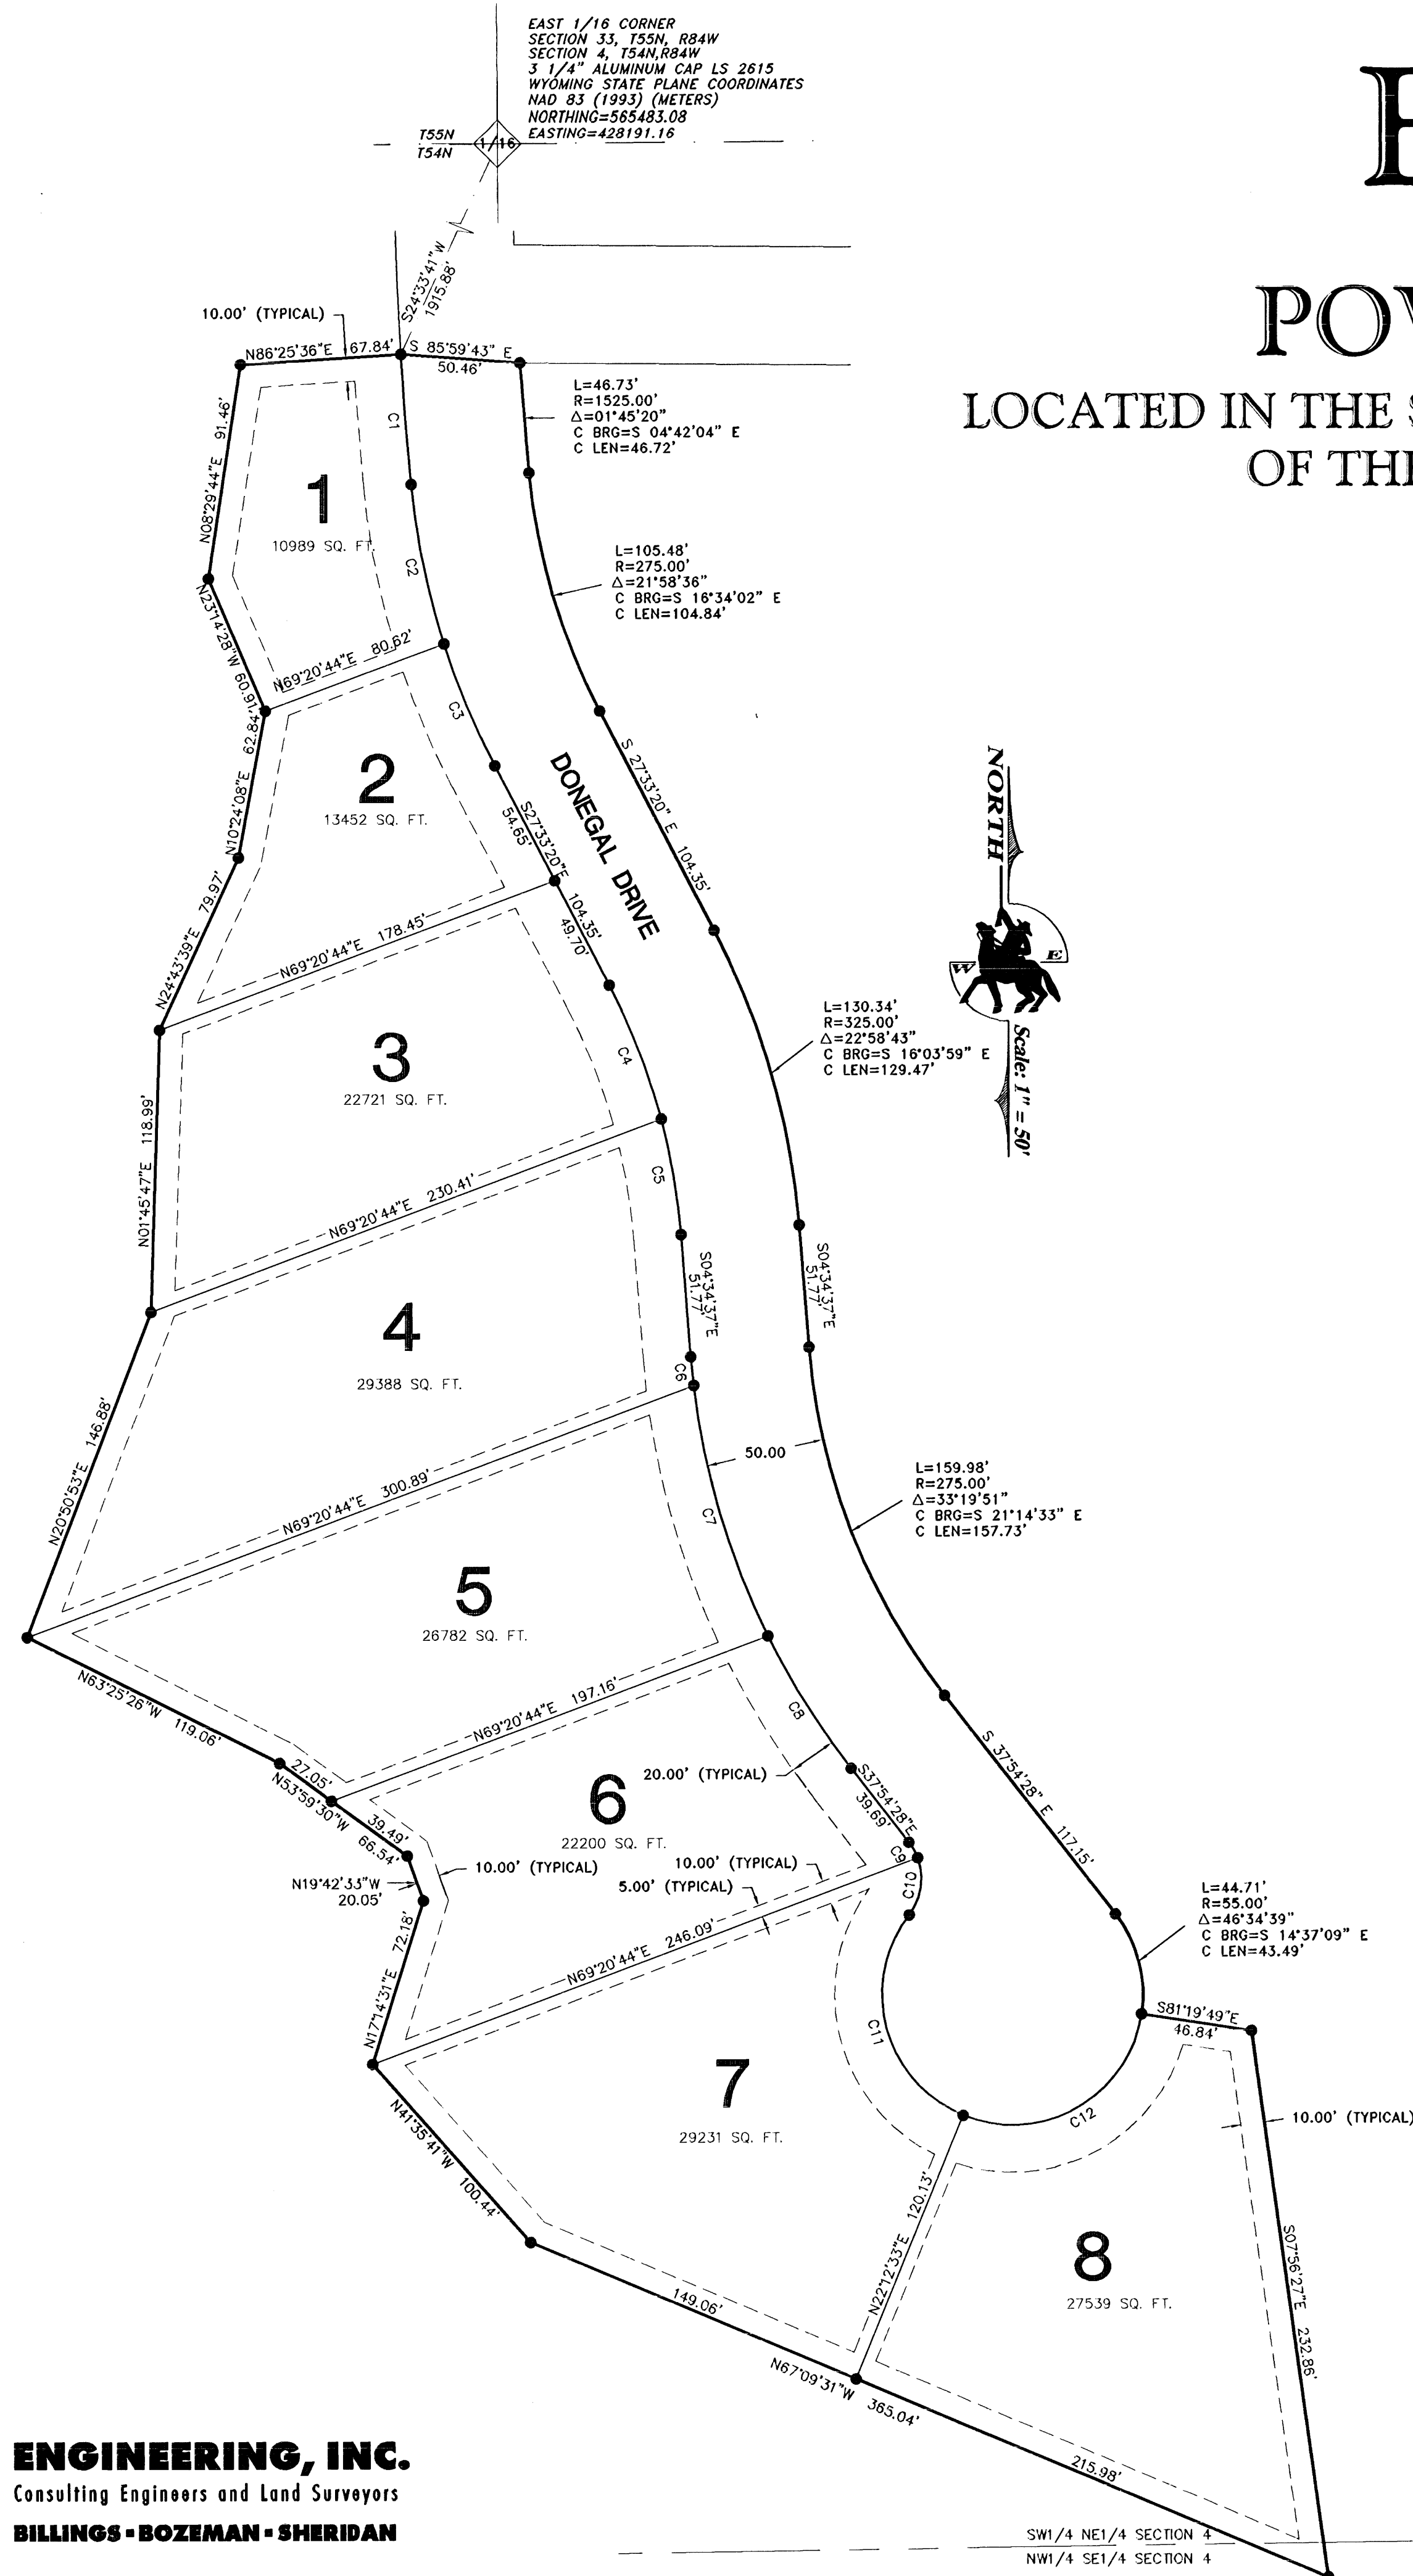 EAST 1/16 CORNER
SECTION 33, T55N, R84W
SECTION 4, T54N,R84W
3 1/4" ALUMINUM CAP LS 2615
WYOMING STATE PLANE COORDINATES
NAD 83 (1993) (METERS)
NORTHING=565483.08
EASTING=428191.16
T55N
T54N
1/16
S24°33'41"W
1915.88'
POW
LOCATED IN THE S
OF THE
10.00' (TYPICAL)
N86°25'36"E 67.84'
S 85°59'43" E
50.46'
L=46.73'
R=1525.00'
Δ=01°45'20"
C BRG=S 04°42'04" E
C LEN=46.72'
C1
N08°29'44"E 91.46'
1
10989 SQ. FT.
C2
L=105.48'
R=275.00'
Δ=21°58'36"
C BRG=S 16°34'02" E
C LEN=104.84'
N23°14'28"W 60.91'
N69°20'44"E 80.62'
C3
N10°24'08"E 62.84'
2
13452 SQ. FT.
S27°33'20"E
54.65'
DONEGAL DRIVE
S 27°33'20" E 104.35'
NORTH
W
E
Scale: 1" = 50'
N24°43'39"E 79.97'
N69°20'44"E 178.45'
104.35'
49.70'
3
22721 SQ. FT.
C4
L=130.34'
R=325.00'
Δ=22°58'43"
C BRG=S 16°03'59" E
C LEN=129.47'
N01°45'47"E 118.99'
N69°20'44"E 230.41'
C5
S04°34'37"E
51.77'
S04°34'37"E
51.77'
4
29388 SQ. FT.
C6
N20°50'53"E 146.88'
N69°20'44"E 300.89'
50.00
C7
L=159.98'
R=275.00'
Δ=33°19'51"
C BRG=S 21°14'33" E
C LEN=157.73'
5
26782 SQ. FT.
N63°25'26"W 119.06'
N69°20'44"E 197.16'
C8
S 37°54'28" E 117.15'
27.05'
N53°59'30"W 66.54'
39.49'
20.00' (TYPICAL)
S37°54'28"E
39.69'
6
22200 SQ. FT.
C9
10.00' (TYPICAL)
10.00' (TYPICAL)
5.00' (TYPICAL)
N19°42'33"W
20.05'
C10
L=44.71'
R=55.00'
Δ=46°34'39"
C BRG=S 14°37'09" E
C LEN=43.49'
N17°14'31"E 72.18'
N69°20'44"E 246.09'
C11
S81°19'49"E
46.84'
7
29231 SQ. FT.
C12
10.00' (TYPICAL)
N41°35'41"W 100.44'
N22°12'33"E 120.13'
8
27539 SQ. FT.
S07°56'27"E 232.86'
149.06'
N67°09'31"W 365.04'
215.98'
ENGINEERING, INC.
Consulting Engineers and Land Surveyors
BILLINGS - BOZEMAN - SHERIDAN
SW1/4 NE1/4 SECTION 4
NW1/4 SE1/4 SECTION 4